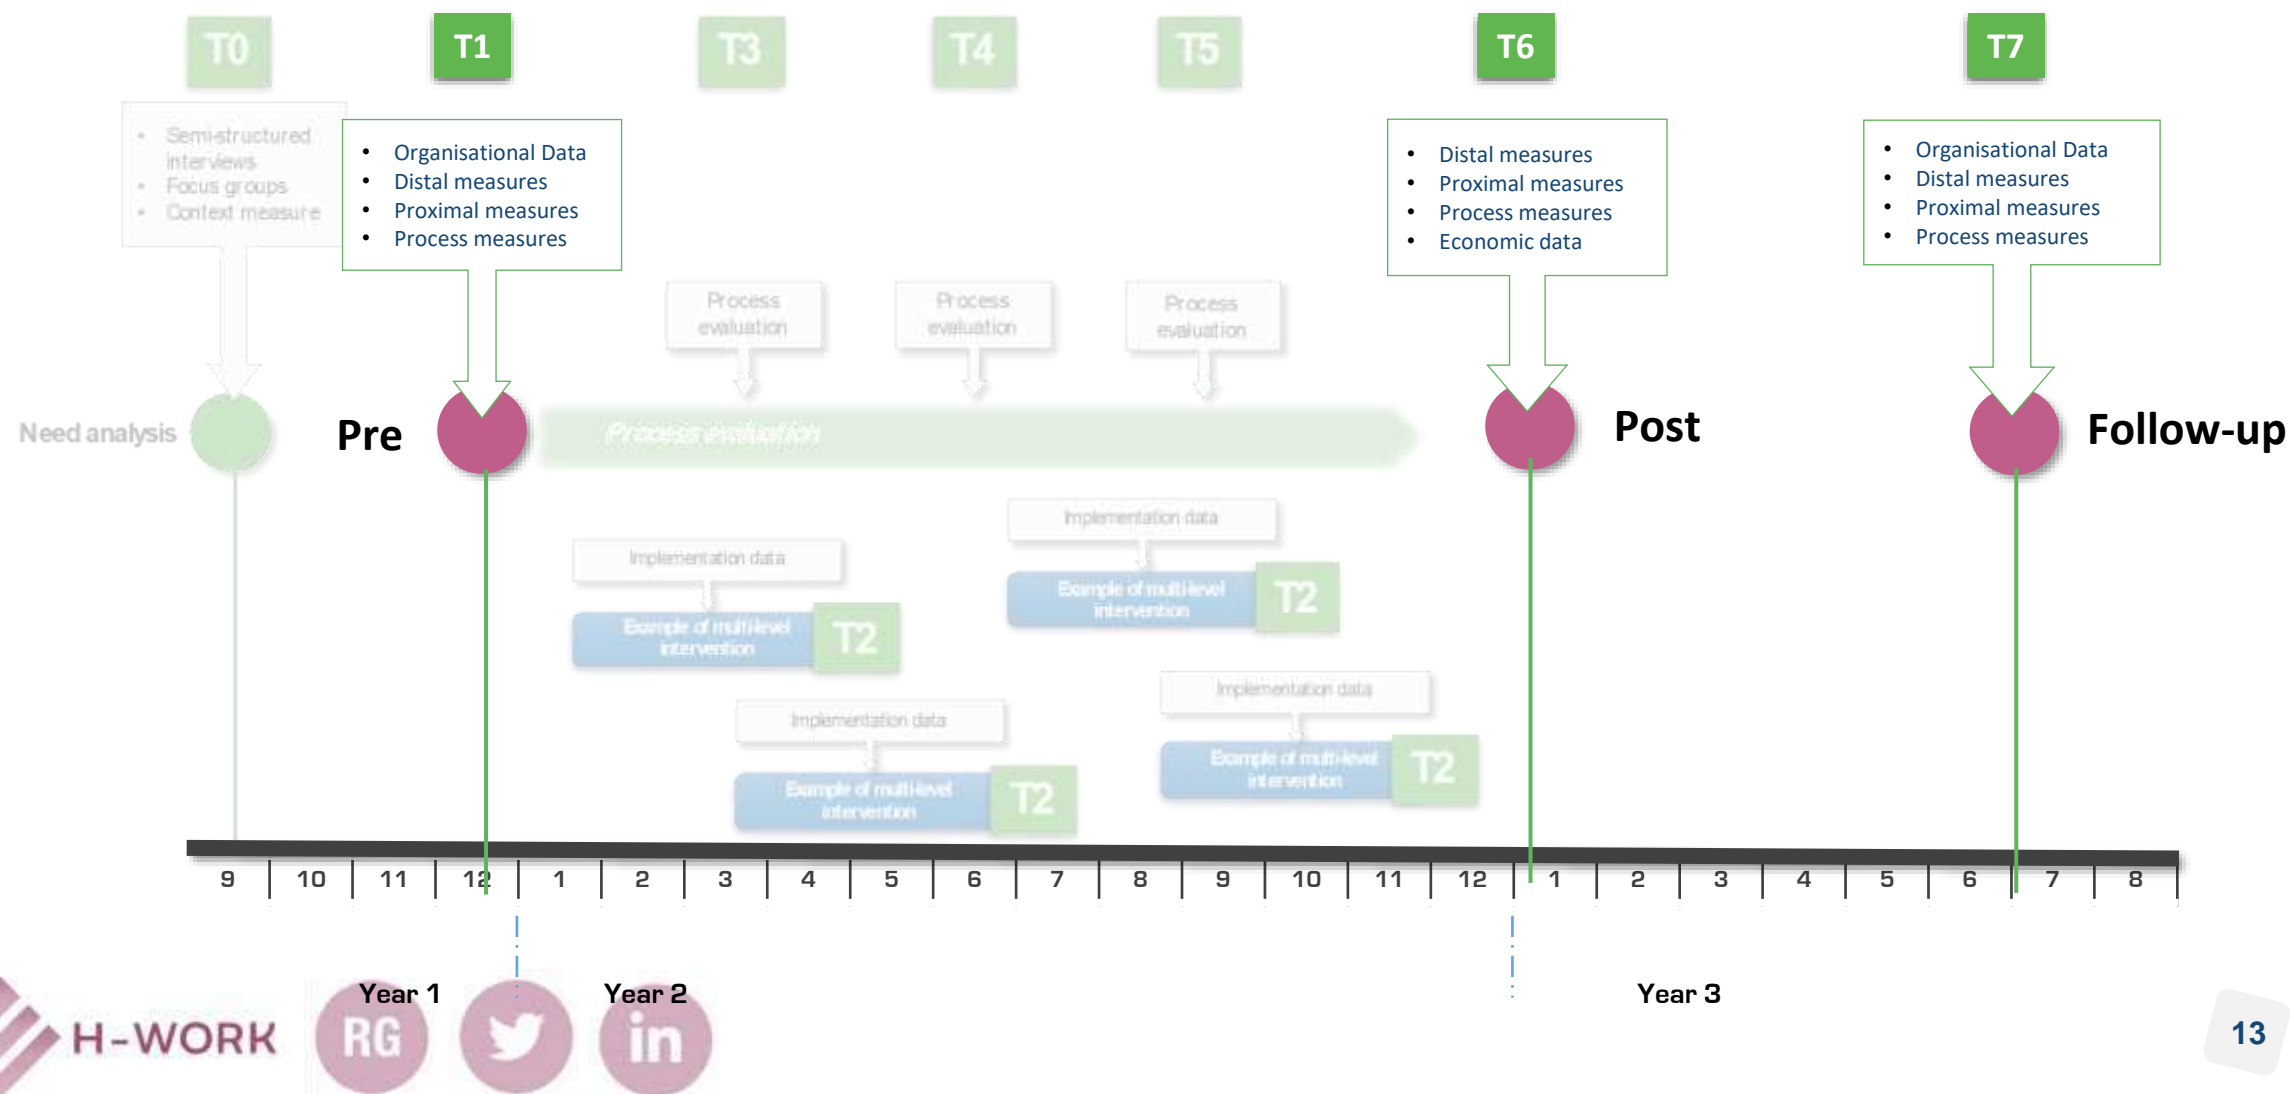 T0
T1
T3
T4
T5
T6
T7
• Semi-structured
interviews
• Focus groups
• Context measure
• Organisational Data
• Distal measures
• Proximal measures
• Process measures
• Distal measures
• Proximal measures
• Process measures
• Economic data
• Organisational Data
• Distal measures
• Proximal measures
• Process measures
Process
evaluation
Process
evaluation
Process
evaluation
Need analysis
Pre
Process evaluation
Post
Follow-up
Implementation data
Example of multi-level
intervention
T2
Implementation data
Example of multi-level
intervention
T2
Implementation data
Example of multi-level
intervention
T2
Implementation data
Example of multi-level
intervention
T2
9 10 11 12 1 2 3 4 5 6 7 8 9 10 11 12 1 2 3 4 5 6 7 8
Year 1
Year 2
Year 3
H-WORK
RG
in
13